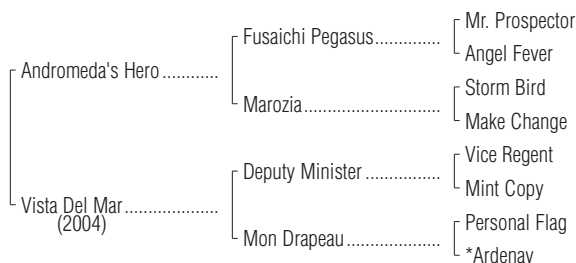 Mr. Prospector
Fusaichi Pegasus..............
Angel Fever
Andromeda's Hero ............
Storm Bird
Marozia.............................
Make Change
Vice Regent
Deputy Minister ................
Mint Copy
Vista Del Mar....................
(2004)
Personal Flag
Mon Drapeau....................
*Ardenay